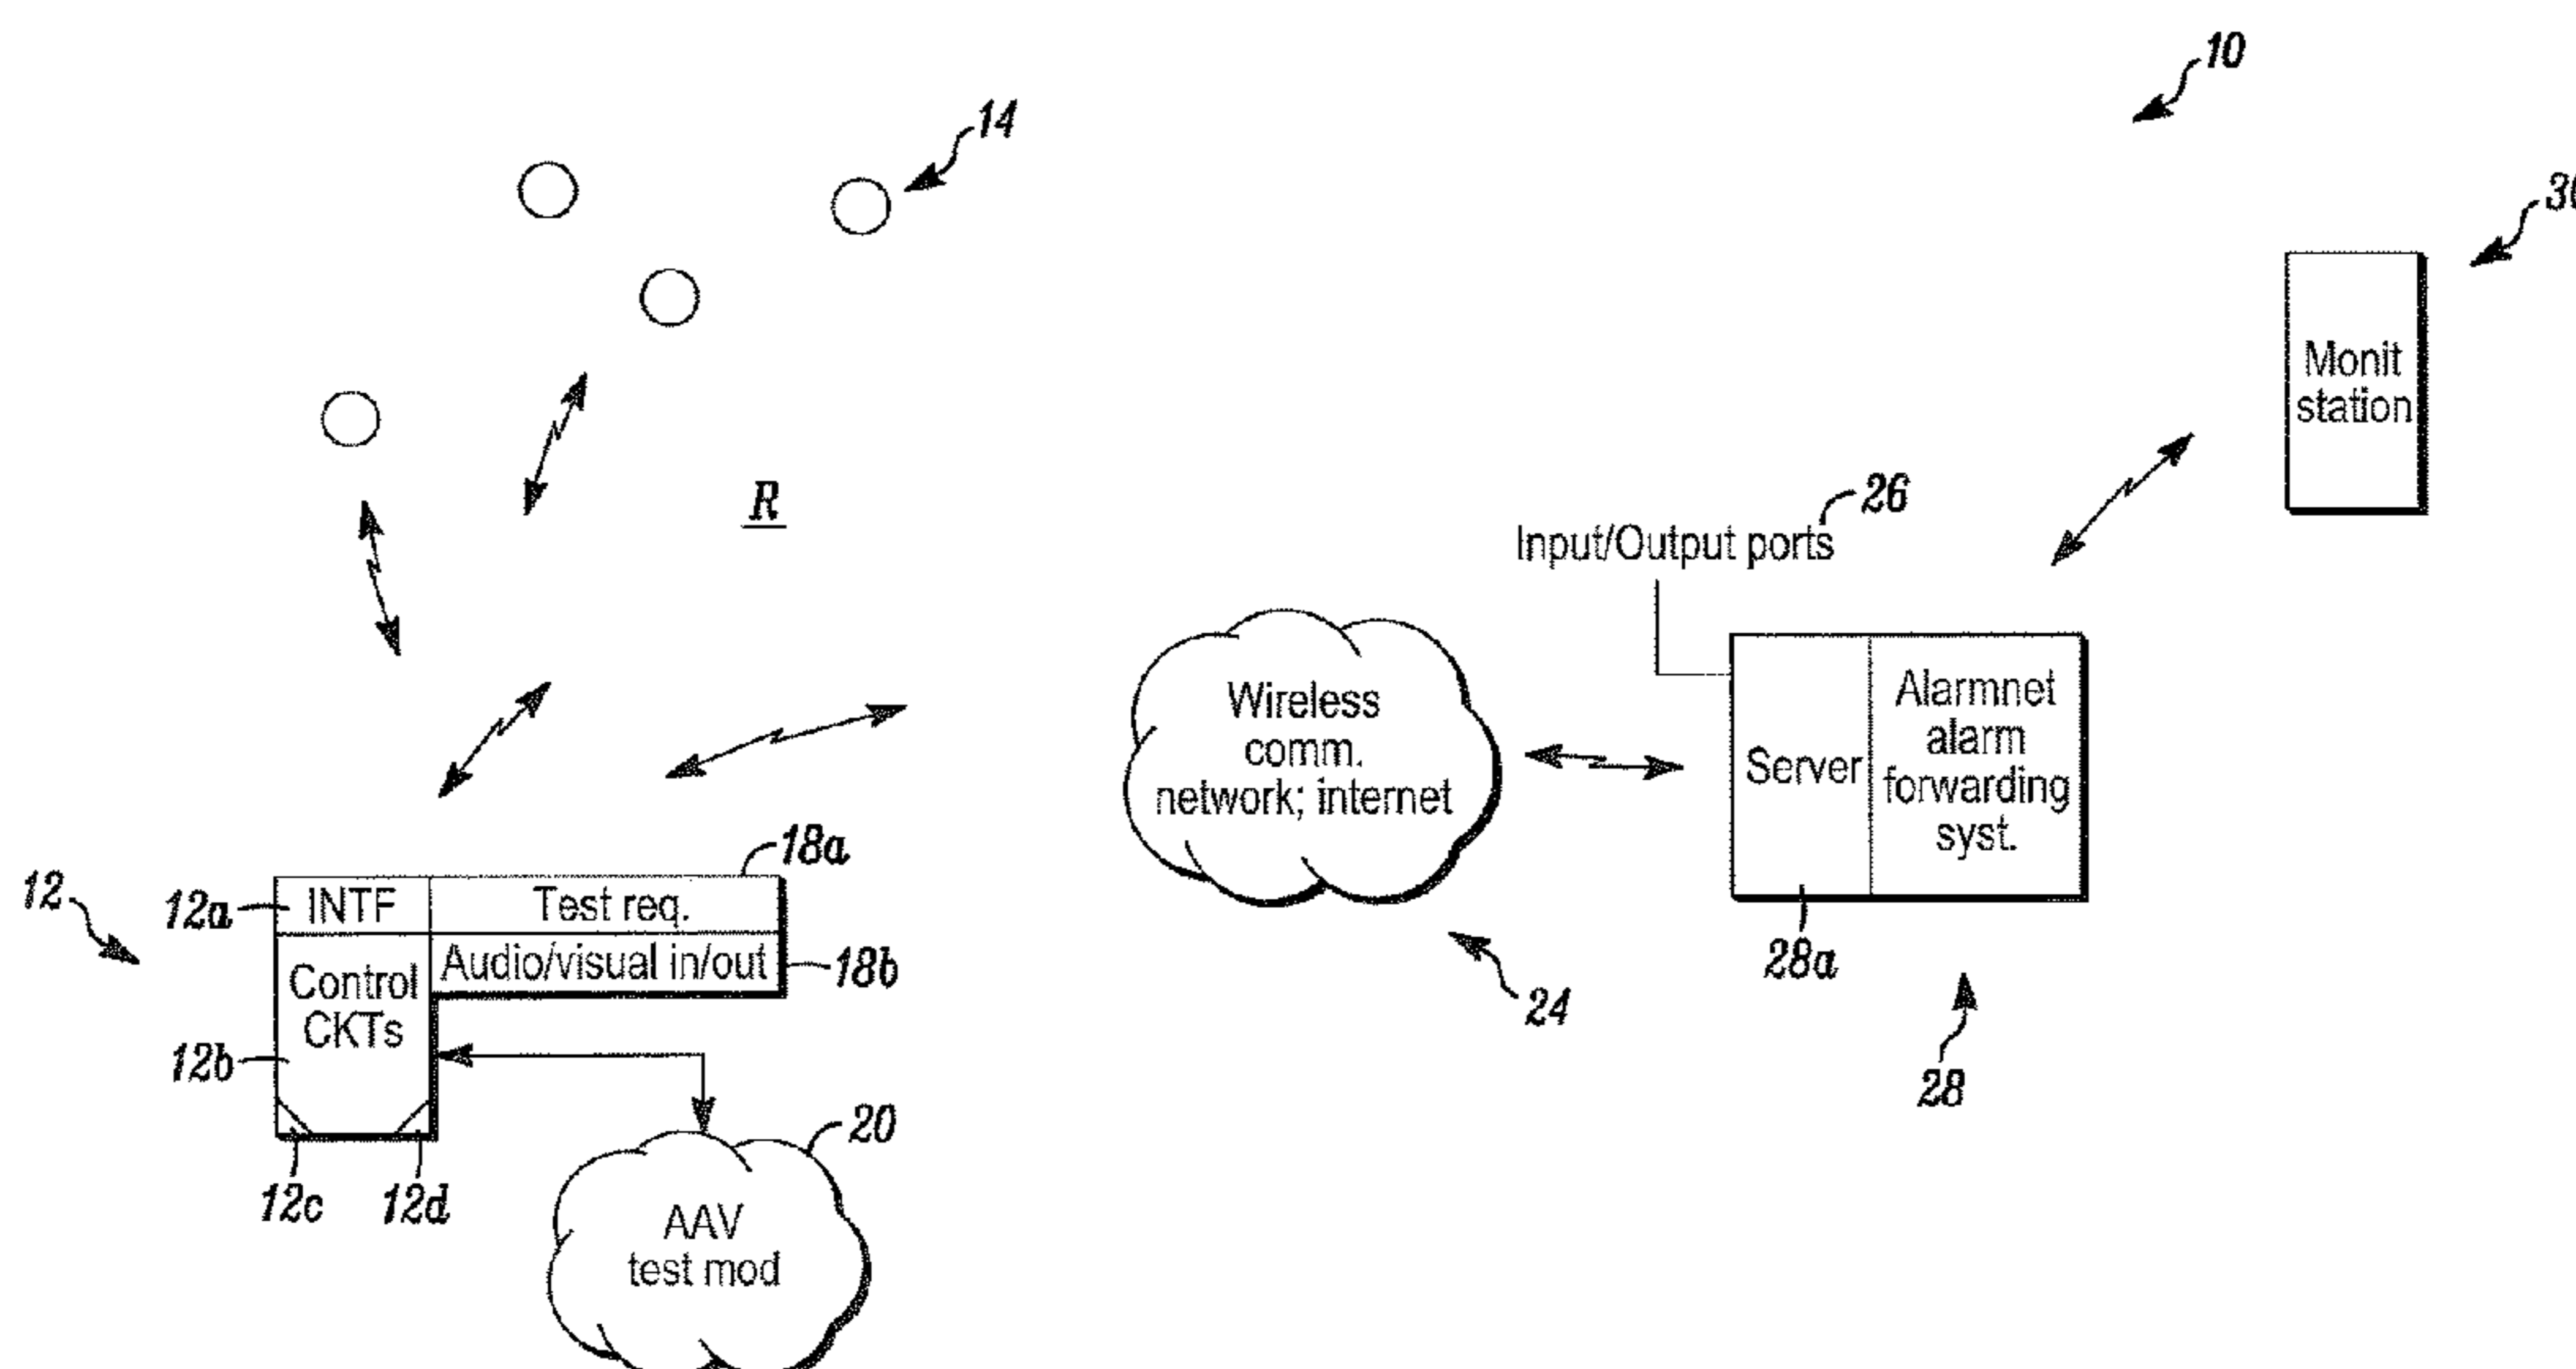 10
14
30
R
Monit
station
26
Input/Output ports
Wireless
comm.
network; internet
Server
Alarmnet
alarm
forwarding
syst.
18a
12
12a
INTF
Test req.
Audio/visual in/out
18b
Control
CKTs
12b
28a
24
28
20
12c
12d
AAV
test mod